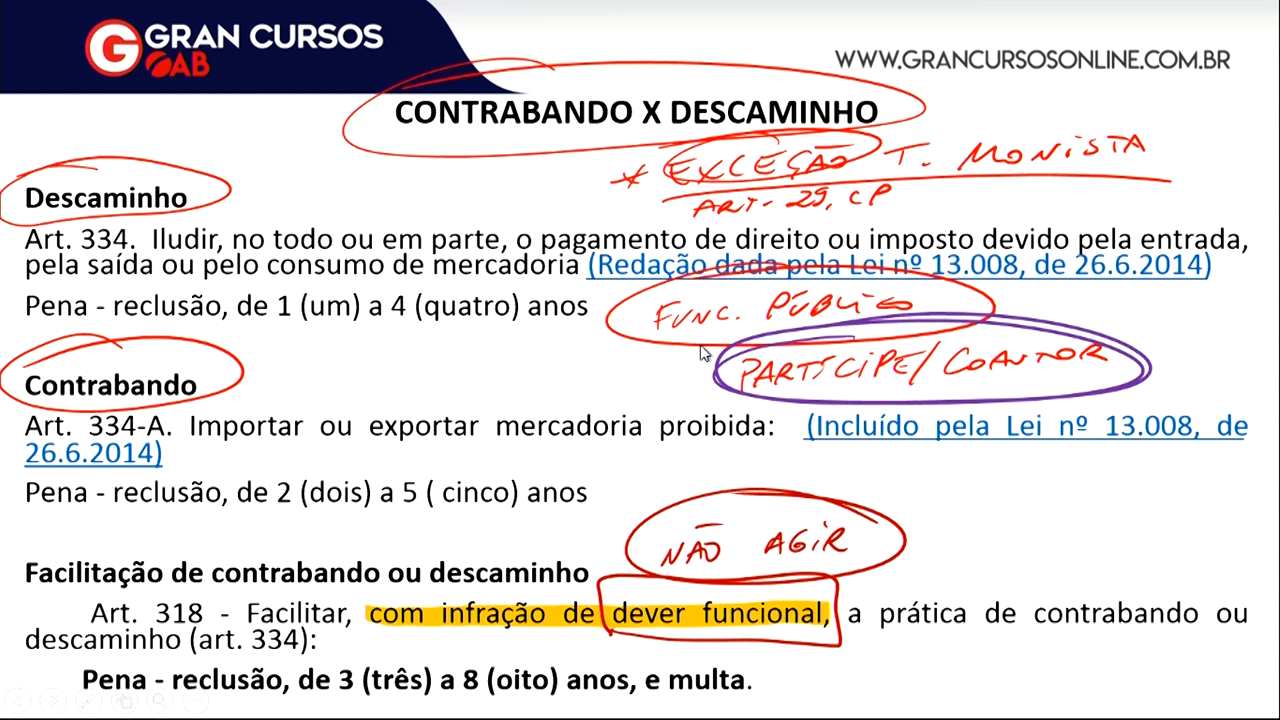 GRAN CURSOS
OAB
WWW.GRANCURSOSONLINE.COM.BR
CONTRABANDO X DESCAMINHO
* EXCEÇÃO T. MONISTA
ART. 29, CP
Descaminho
Art. 334. Iludir, no todo ou em parte, o pagamento de direito ou imposto devido pela entrada,
pela saída ou pelo consumo de mercadoria (Redação dada pela Lei nº 13.008, de 26.6.2014)
Pena - reclusão, de 1 (um) a 4 (quatro) anos
FUNC. PÚBLICO
PARTÍCIPE/COAUTOR
Contrabando
Art. 334-A. Importar ou exportar mercadoria proibida: (Incluído pela Lei nº 13.008, de
26.6.2014)
Pena - reclusão, de 2 (dois) a 5 ( cinco) anos
NÃO AGIR
Facilitação de contrabando ou descaminho
Art. 318 - Facilitar, com infração de dever funcional, a prática de contrabando ou
descaminho (art. 334):
Pena - reclusão, de 3 (três) a 8 (oito) anos, e multa.